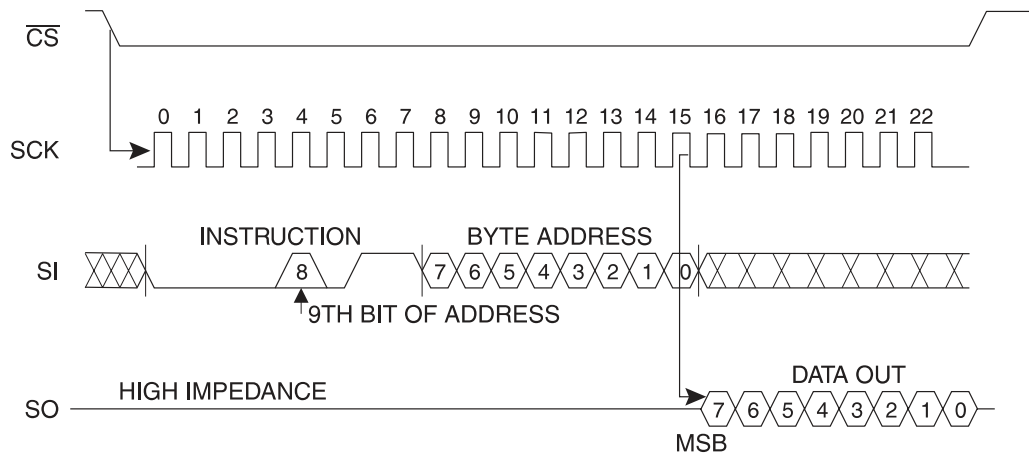 CS
0 1 2 3 4 5 6 7 8 9 10 11 12 13 14 15 16 17 18 19 20 21 22
SCK
INSTRUCTION BYTE ADDRESS
SI 8 7 6 5 4 3 2 1 0
9TH BIT OF ADDRESS
HIGH IMPEDANCE DATA OUT
SO 7 6 5 4 3 2 1 0
MSB